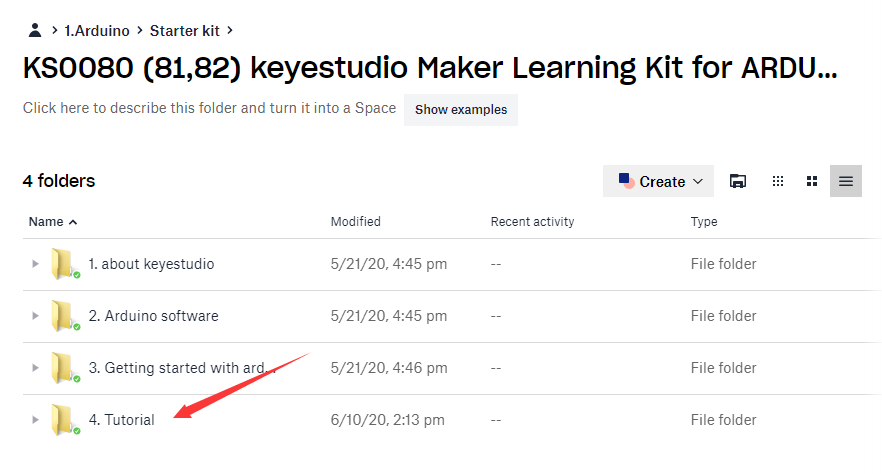 1.Arduino > Starter kit >
KS0080 (81,82) keyestudio Maker Learning Kit for ARDU...
Click here to describe this folder and turn it into a Space Show examples
4 folders Create
Name Modified Recent activity Type
1. about keyestudio 5/21/20, 4:45 pm -- File folder
2. Arduino software 5/21/20, 4:45 pm -- File folder
3. Getting started with ard... 5/21/20, 4:46 pm -- File folder
4. Tutorial 6/10/20, 2:13 pm -- File folder